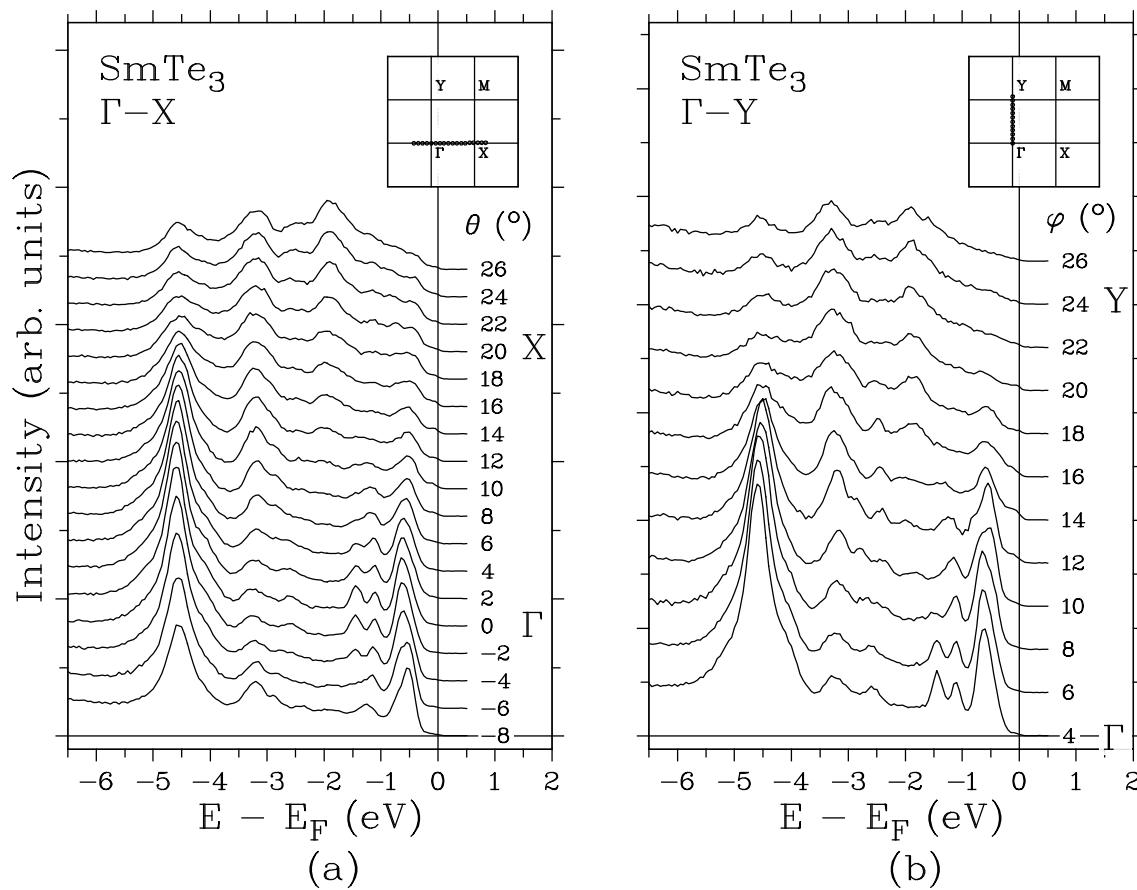 SmTe3
Γ−X
Y
M
Γ
X
θ (°)
26
24
22
20
X
18
16
14
12
10
8
6
4
2
0
Γ
−2
−4
−6
−8
Intensity (arb. units)
−6
−5
−4
−3
−2
−1
0
1
2
E − EF (eV)
(a)
SmTe3
Γ−Y
Y
M
Γ
X
φ (°)
26
24
Y
22
20
18
16
14
12
10
8
6
4
Γ
−6
−5
−4
−3
−2
−1
0
1
2
E − EF (eV)
(b)